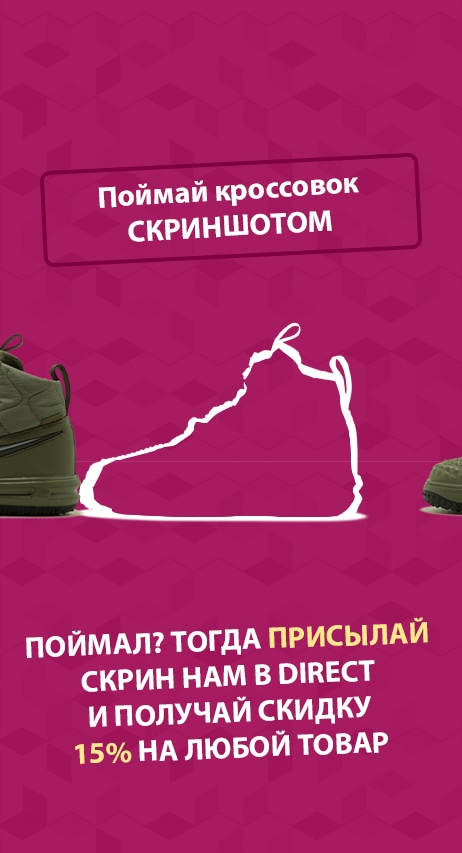 Поймай кроссовок
СКРИНШОТОМ
ПОЙМАЛ? ТОГДА ПРИСЫЛАЙ
СКРИН НАМ В DIRECT
И ПОЛУЧАЙ СКИДКУ
15% НА ЛЮБОЙ ТОВАР